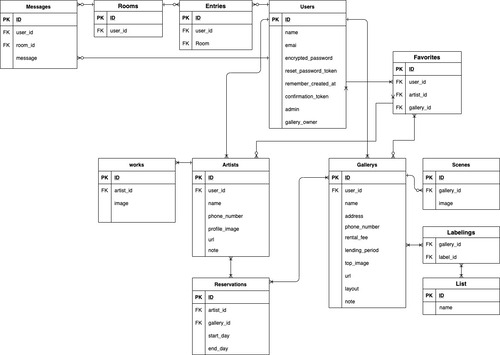 Messages
PK ID
FK user_id
FK room_id
message
Rooms
PK ID
FK user_id
Entries
PK ID
FK user_id
FK Room
Users
PK ID
name
emai
encrypted_password
reset_password_token
remember_created_at
confirmation_token
admin
gallery_owner
Favorites
PK ID
FK user_id
FK artist_id
FK gallery_id
works
PK ID
FK artist_id
image
Artists
PK ID
FK user_id
name
phone_number
profile_image
url
note
Gallerys
PK ID
FK user_id
name
address
phone_number
rental_fee
lending_period
top_image
url
layout
note
Scenes
PK ID
FK gallery_id
image
Labelings
FK gallery_id
FK label_id
List
PK ID
name
Reservations
PK ID
FK artist_id
FK gallery_id
start_day
end_day